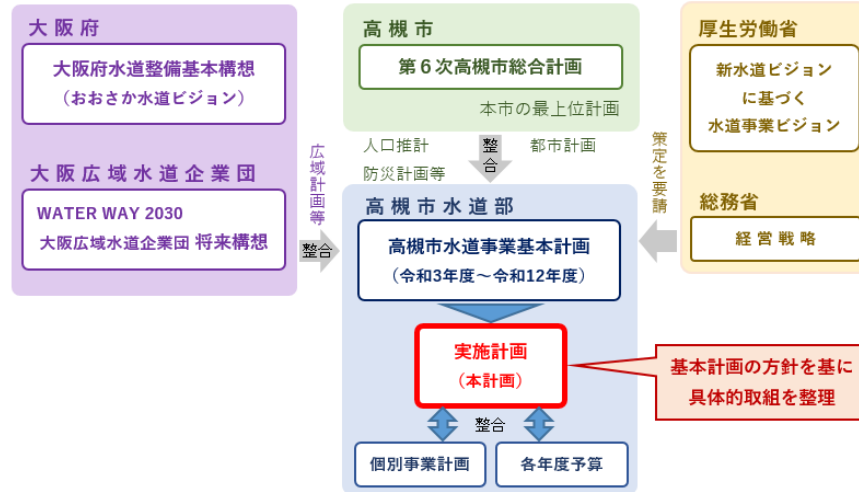 大阪府
大阪府水道整備基本構想
（おおさか水道ビジョン）
大阪広域水道企業団
WATER WAY 2030
大阪広域水道企業団 将来構想
広域計画等
整合
高槻市
第６次高槻市総合計画
本市の最上位計画
人口推計
防災計画等
整合
都市計画
高槻市水道部
高槻市水道事業基本計画
（令和3年度～令和12年度）
実施計画
（本計画）
整合
個別事業計画
各年度予算
厚生労働省
新水道ビジョン
に基づく
水道事業ビジョン
総務省
経営戦略
策定を要請
基本計画の方針を基に
具体的取組を整理